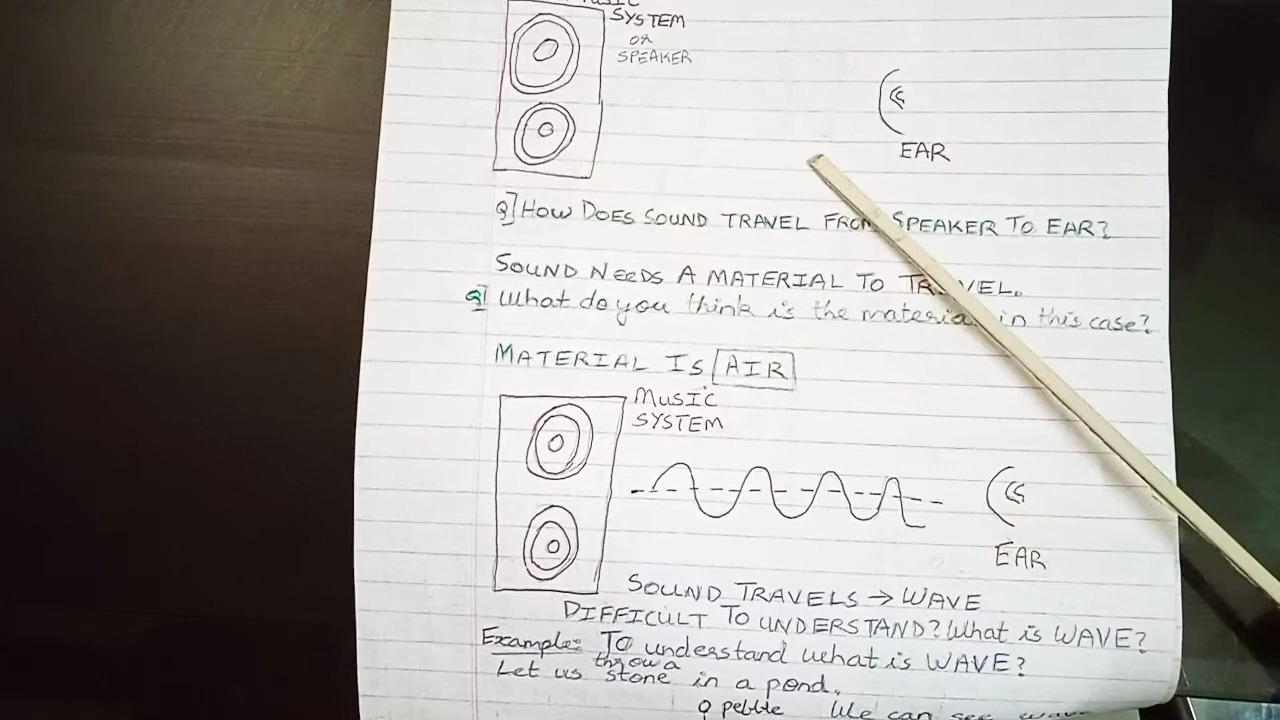 MUSIC
SYSTEM
OR
SPEAKER
EAR
Q] HOW DOES SOUND TRAVEL FROM SPEAKER TO EAR?
SOUND NEEDS A MATERIAL TO TRAVEL.
Q] What do you think is the material in this case?
MATERIAL IS AIR
MUSIC
SYSTEM
EAR
SOUND TRAVELS → WAVE
DIFFICULT TO UNDERSTAND? What is WAVE?
Example: TO understand what is WAVE?
Let us throw a stone in a pond.
pebble We can see